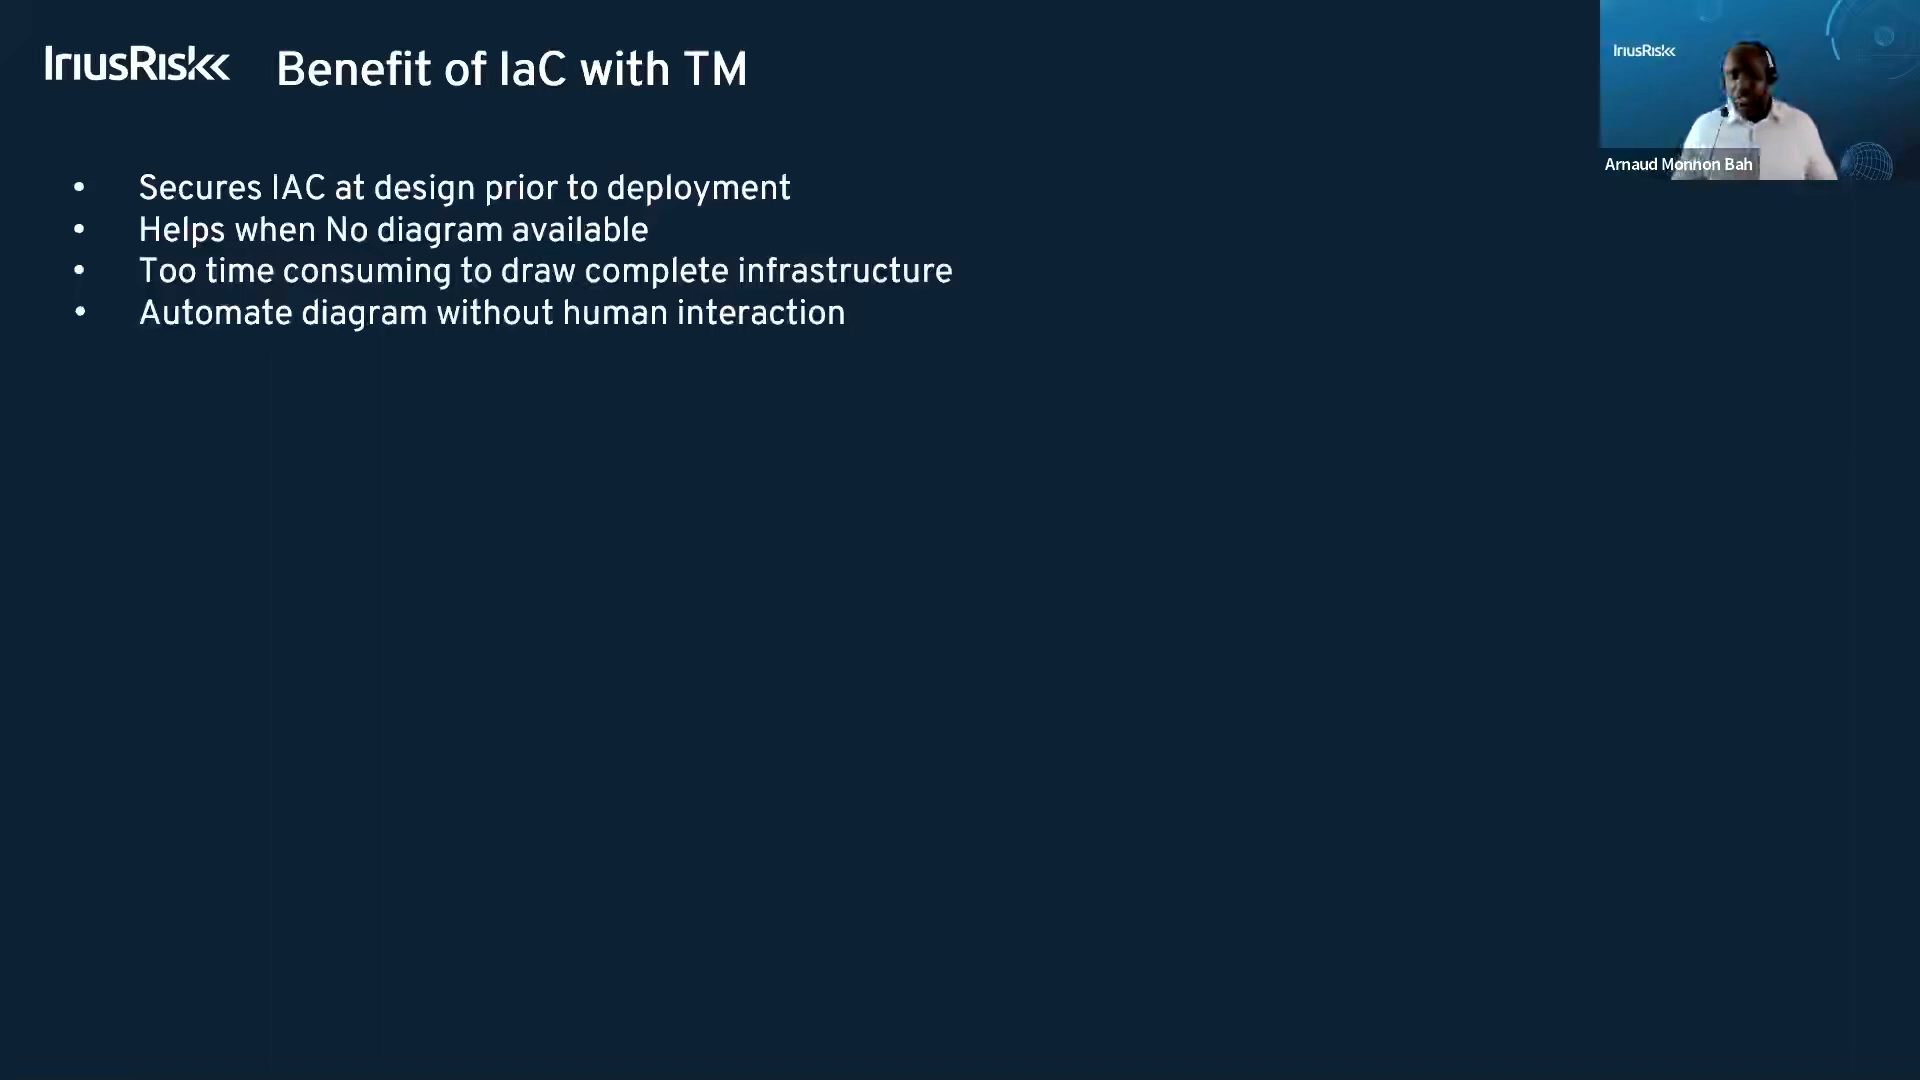 IriusRisk
Benefit of IaC with TM
• Secures IAC at design prior to deployment
• Helps when No diagram available
• Too time consuming to draw complete infrastructure
• Automate diagram without human interaction
IriusRisk
Arnaud Monhon Bah